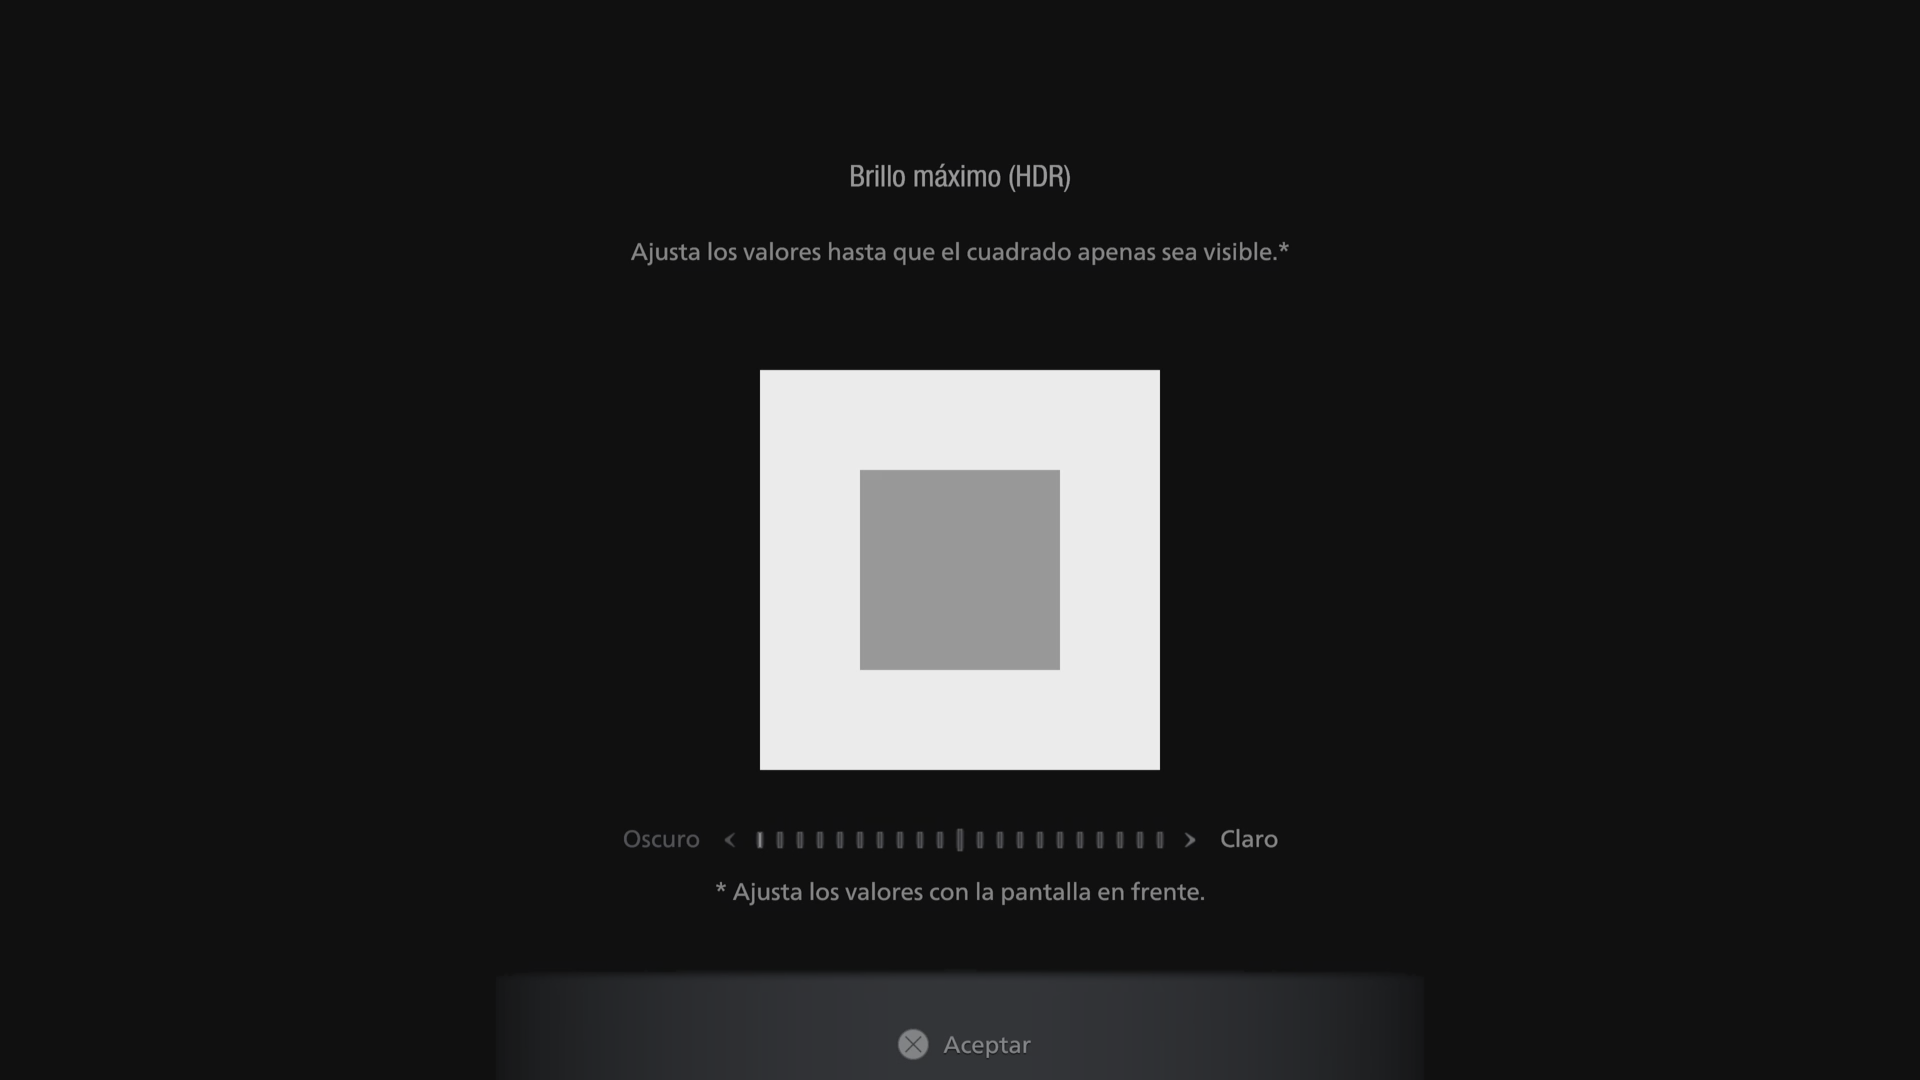 Brillo máximo (HDR)
Ajusta los valores hasta que el cuadrado apenas sea visible.*
Oscuro < > Claro
* Ajusta los valores con la pantalla en frente.
Aceptar